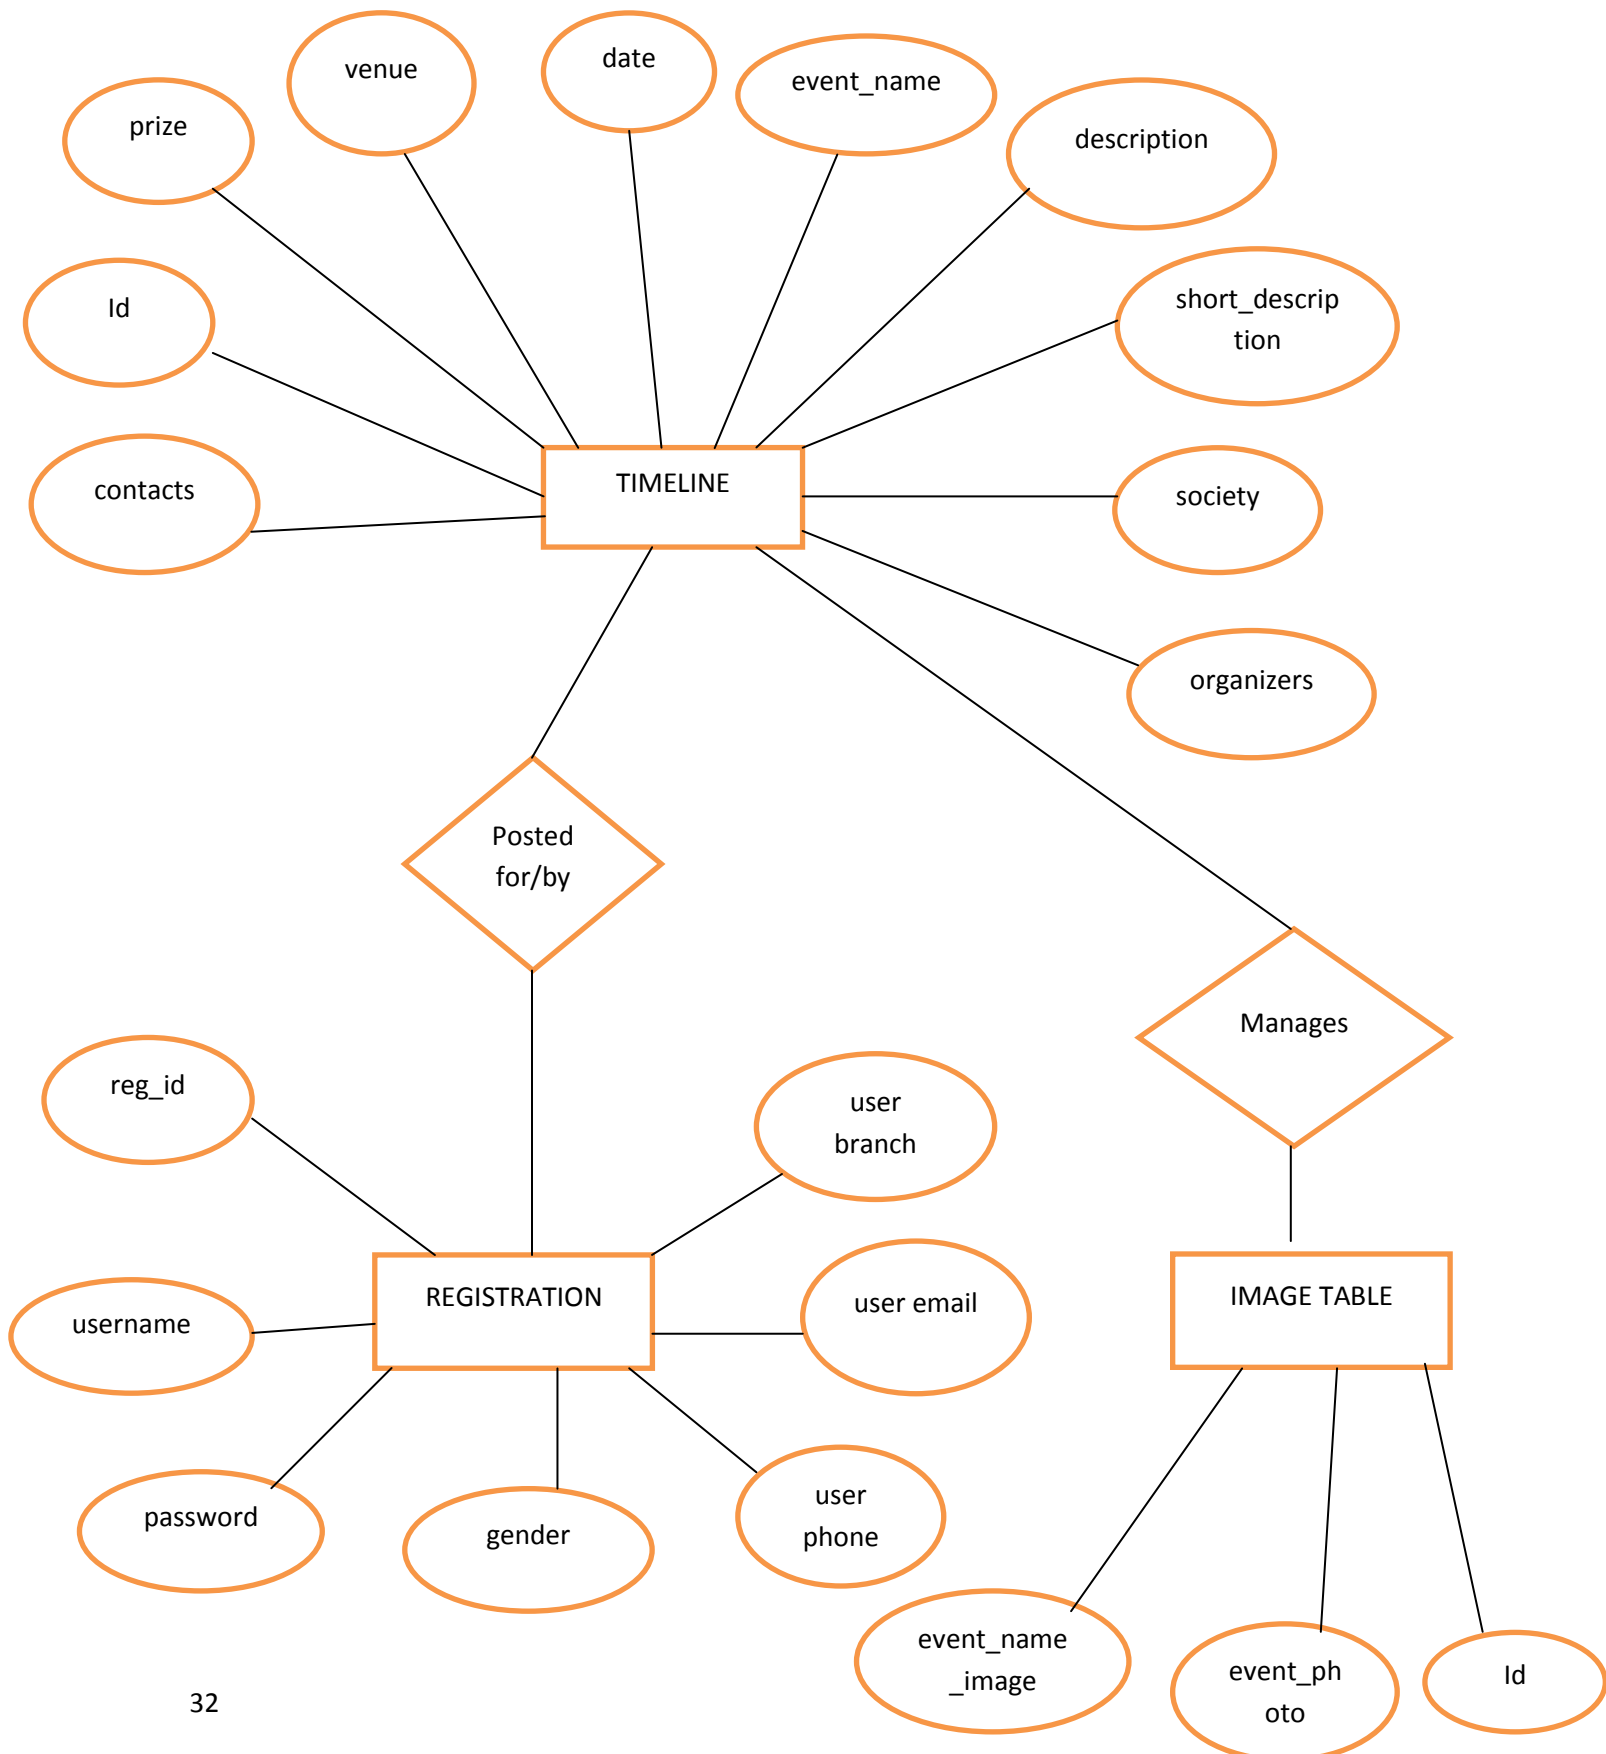 venue
date
event_name
prize
description
Id
short_descrip
tion
contacts
TIMELINE
society
organizers
Posted
for/by
Manages
reg_id
user
branch
username
REGISTRATION
user email
IMAGE TABLE
password
gender
user
phone
event_name
_image
event_ph
oto
Id
32